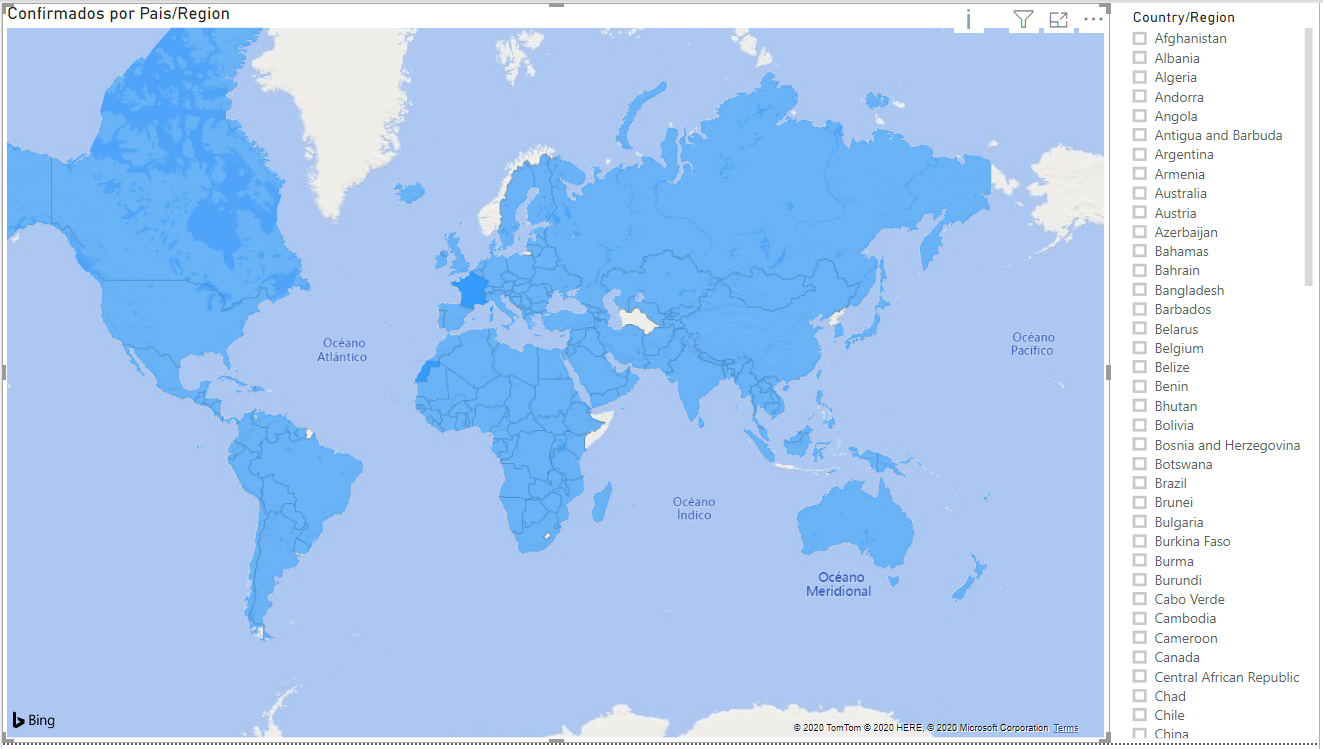 Confirmados por Pais/Region
Océano
Atlántico
Océano
Pacífico
Océano
Índico
Océano
Meridional
Bing
© 2020 TomTom © 2020 HERE, © 2020 Microsoft Corporation Terms
Country/Region
Afghanistan
Albania
Algeria
Andorra
Angola
Antigua and Barbuda
Argentina
Armenia
Australia
Austria
Azerbaijan
Bahamas
Bahrain
Bangladesh
Barbados
Belarus
Belgium
Belize
Benin
Bhutan
Bolivia
Bosnia and Herzegovina
Botswana
Brazil
Brunei
Bulgaria
Burkina Faso
Burma
Burundi
Cabo Verde
Cambodia
Cameroon
Canada
Central African Republic
Chad
Chile
China